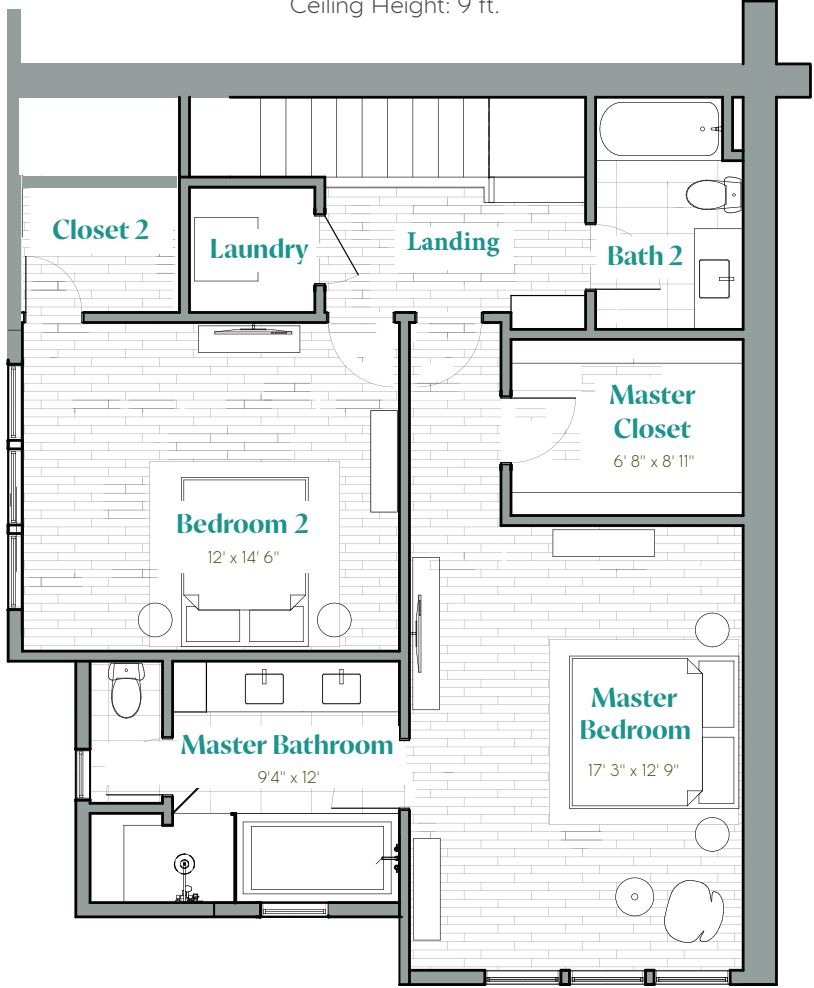 Ceiling Height: 9 ft.
Closet 2
Laundry
Landing
Bath 2
Master
Closet
6' 8" x 8' 11"
Bedroom 2
12' x 14' 6"
Master
Bedroom
17' 3" x 12' 9"
Master Bathroom
9'4" x 12'